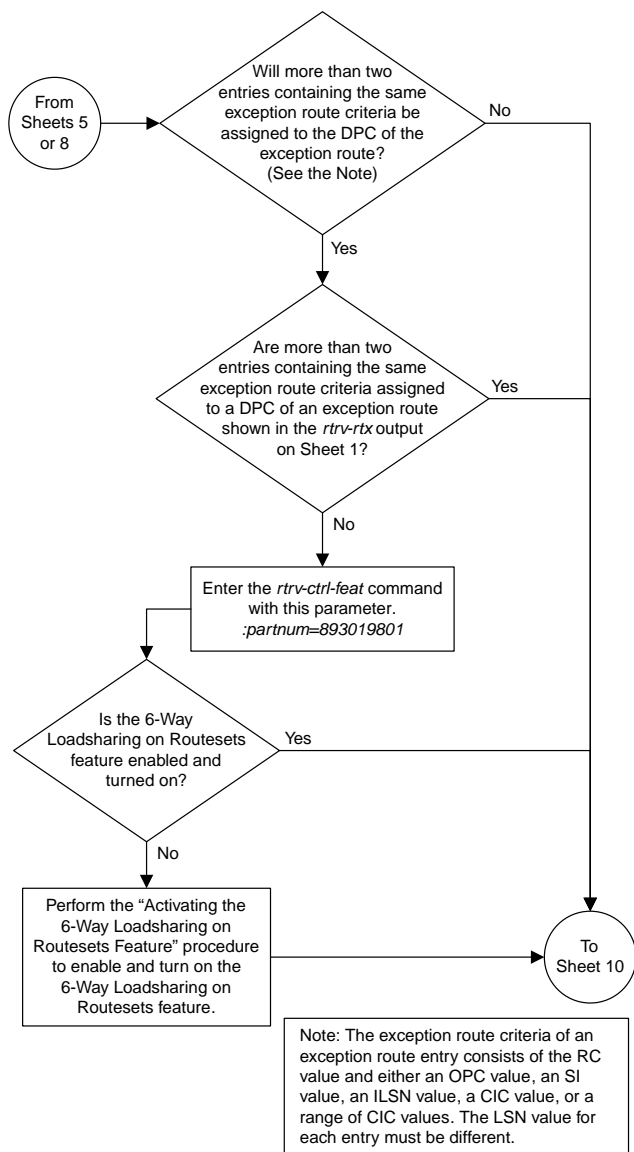 From
Sheets 5
or 8
Will more than two
entries containing the same
exception route criteria be
assigned to the DPC of the
exception route?
(See the Note)
No
Yes
Are more than two
entries containing the same
exception route criteria assigned
to a DPC of an exception route
shown in the rtrv-rtx output
on Sheet 1?
Yes
No
Enter the rtrv-ctrl-feat command
with this parameter.
:partnum=893019801
Is the 6-Way
Loadsharing on Routesets
feature enabled and
turned on?
Yes
No
Perform the “Activating the
6-Way Loadsharing on
Routesets Feature” procedure
to enable and turn on the
6-Way Loadsharing on
Routesets feature.
To
Sheet 10
Note: The exception route criteria of an
exception route entry consists of the RC
value and either an OPC value, an SI
value, an ILSN value, a CIC value, or a
range of CIC values. The LSN value for
each entry must be different.